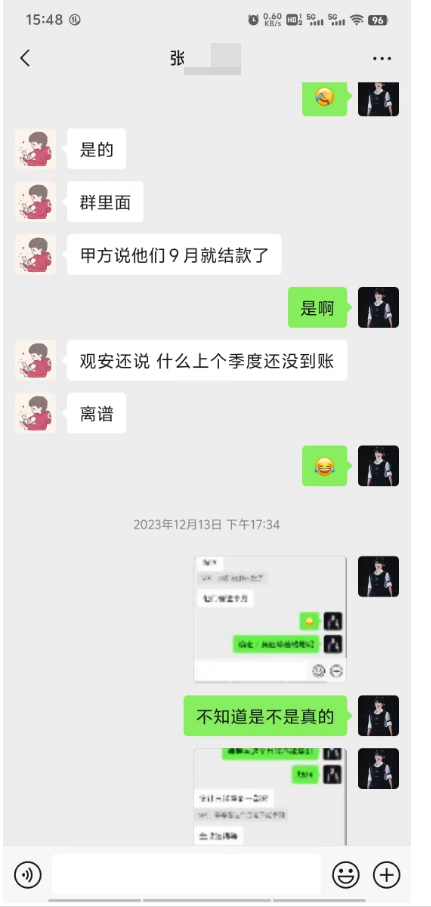 15:48
0.60
KB/s
HD 2
5G
5G
96
张
是的
群里面
甲方说他们9月就结款了
是啊
观安还说 什么上个季度还没到账
离谱
2023年12月13日 下午17:34
不知道是不是真的